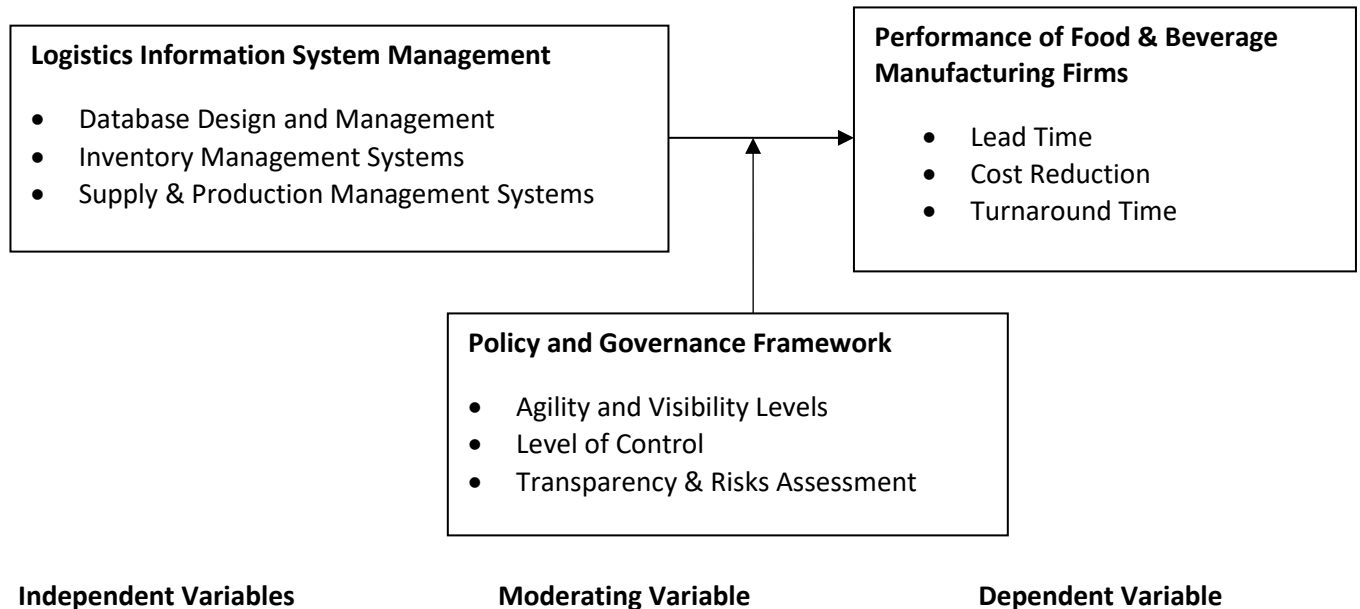 Logistics Information System Management
• Database Design and Management
• Inventory Management Systems
• Supply & Production Management Systems
Performance of Food & Beverage
Manufacturing Firms
• Lead Time
• Cost Reduction
• Turnaround Time
Policy and Governance Framework
• Agility and Visibility Levels
• Level of Control
• Transparency & Risks Assessment
Independent Variables
Moderating Variable
Dependent Variable